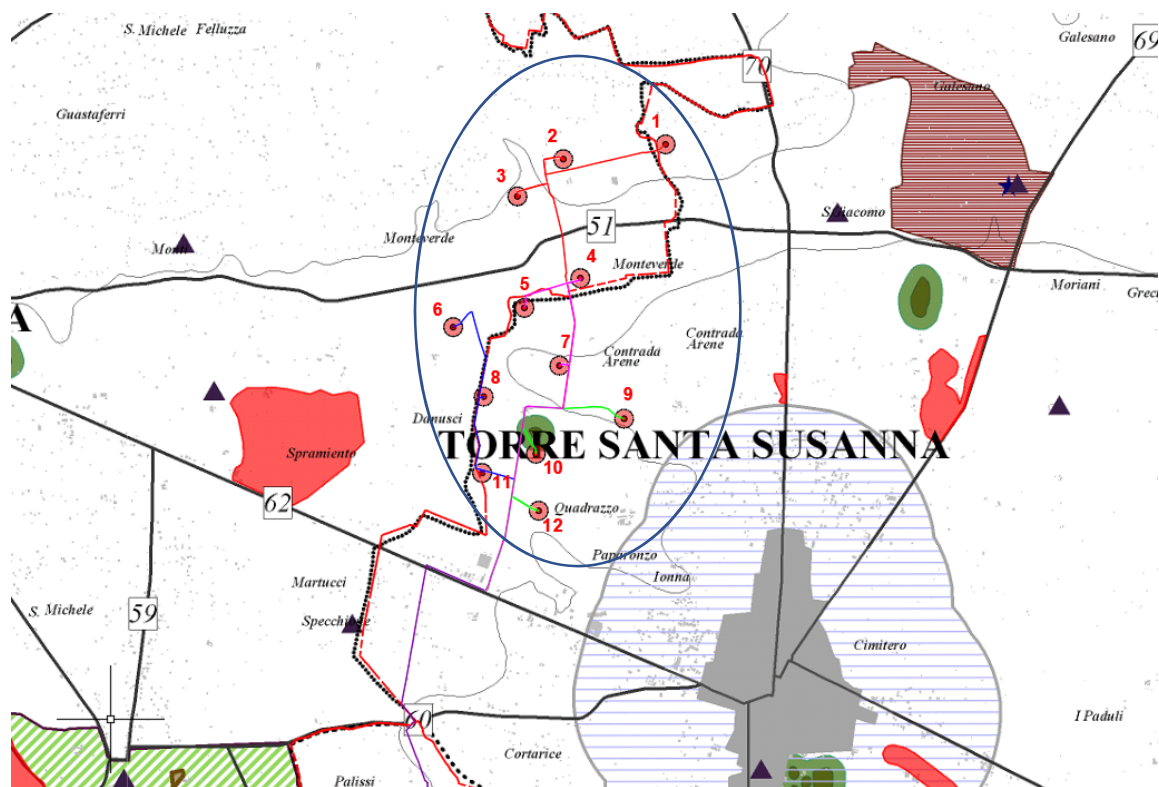 S. Michele Felluzza
Galesano
69
70
Galesano
Guastaferri
1
2
3
S.Giacomo
51
Monteverde
Monti
Monteverde
4
Moriani
Greci
5
6
A
Contrada
Arene
Contrada
Arene
7
8
9
Danusci
TORRE SANTA SUSANNA
Spramiento
10
11
62
Quadrazzo
12
Paparonzo
Ionna
Martucci
S. Michele
59
Specchione
Cimitero
60
I Paduli
Cortarice
Palissi